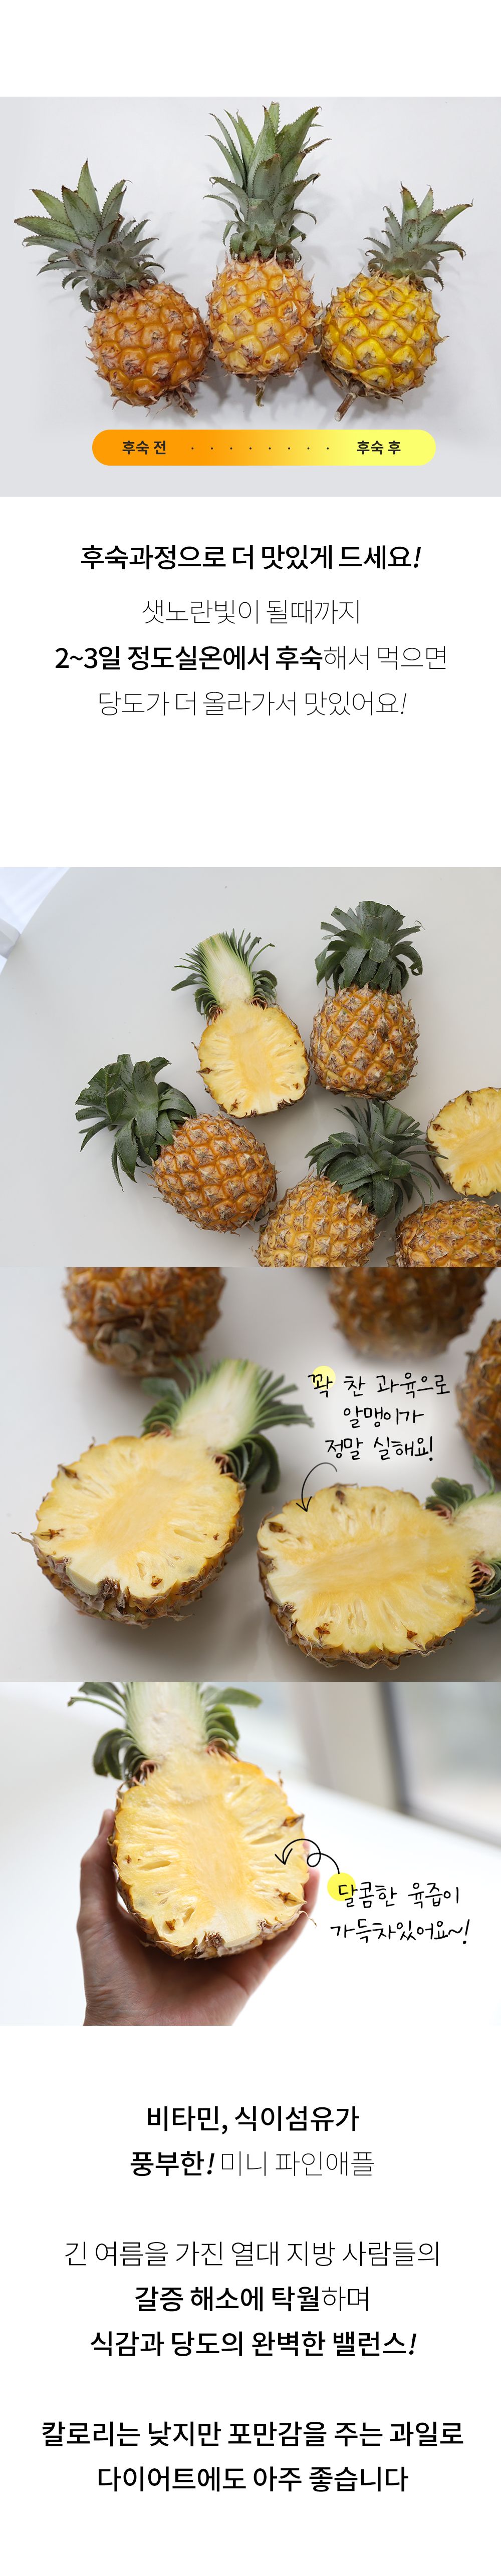 후숙 전 · · · · · · · · 후숙 후
후숙과정으로 더 맛있게 드세요!
샛노란빛이 될때까지
2~3일 정도실온에서 후숙해서 먹으면
당도가 더 올라가서 맛있어요!
꽉 찬 과육으로
알맹이가
정말 실해요!
달콤한 육즙이
가득차있어요~!
비타민, 식이섬유가
풍부한! 미니 파인애플
긴 여름을 가진 열대 지방 사람들의
갈증 해소에 탁월하며
식감과 당도의 완벽한 밸런스!
칼로리는 낮지만 포만감을 주는 과일로
다이어트에도 아주 좋습니다